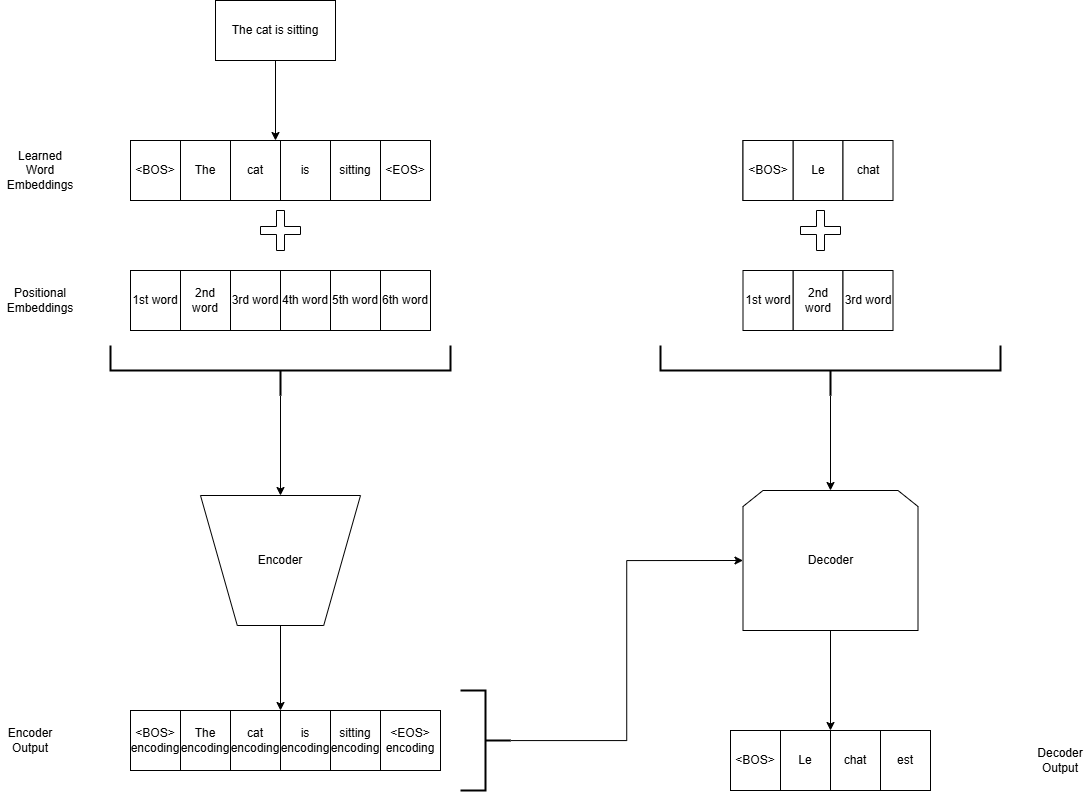 The cat is sitting
Learned
Word
Embeddings
<BOS> The cat is sitting <EOS>
<BOS> Le chat
Positional
Embeddings
1st word 2nd
word 3rd word 4th word 5th word 6th word
1st word 2nd
word 3rd word
Encoder
Decoder
Encoder
Output
<BOS>
encoding The
encoding cat
encoding is
encoding sitting
encoding <EOS>
encoding
<BOS> Le chat est
Decoder
Output